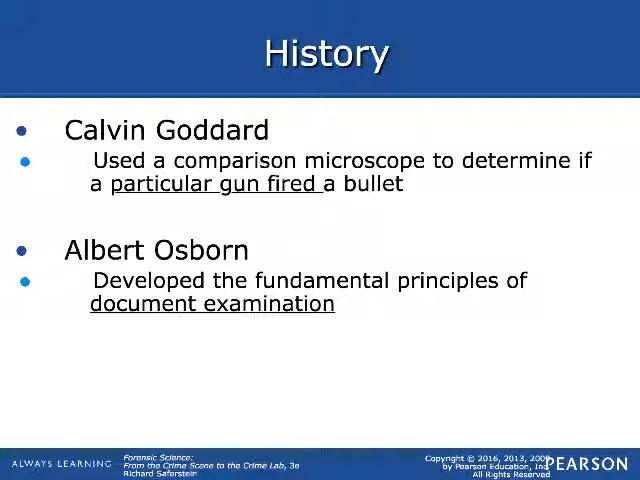 History
• Calvin Goddard
• Used a comparison microscope to determine if
a particular gun fired a bullet
• Albert Osborn
• Developed the fundamental principles of
document examination
ALWAYS LEARNING
Forensic Science:
From the Crime Scene to the Crime Lab, 3e
Richard Saferstein
Copyright © 2016, 2013, 2009
by Pearson Education, Inc
All Rights Reserved
PEARSON